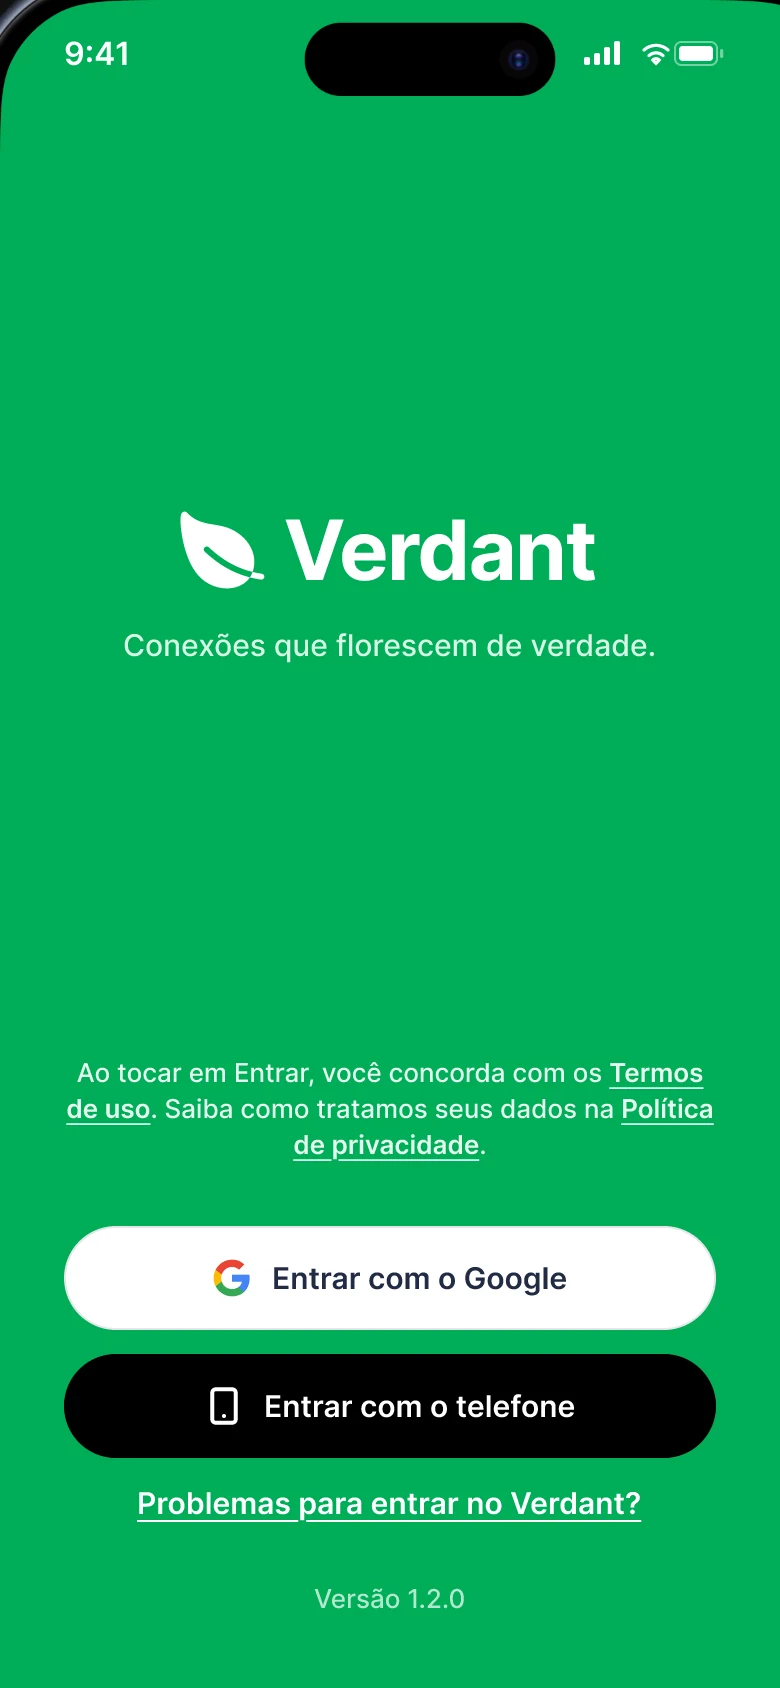 9:41
Verdant
Conexões que florescem de verdade.
Ao tocar em Entrar, você concorda com os Termos
de uso. Saiba como tratamos seus dados na Política
de privacidade.
Entrar com o Google
Entrar com o telefone
Problemas para entrar no Verdant?
Versão 1.2.0